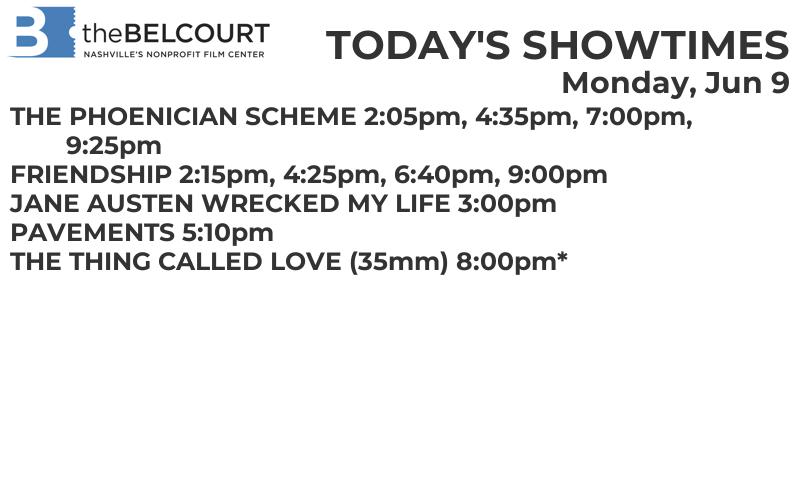 B theBELCOURT
NASHVILLE'S NONPROFIT FILM CENTER
TODAY'S SHOWTIMES
Monday, Jun 9
THE PHOENICIAN SCHEME 2:05pm, 4:35pm, 7:00pm,
9:25pm
FRIENDSHIP 2:15pm, 4:25pm, 6:40pm, 9:00pm
JANE AUSTEN WRECKED MY LIFE 3:00pm
PAVEMENTS 5:10pm
THE THING CALLED LOVE (35mm) 8:00pm*